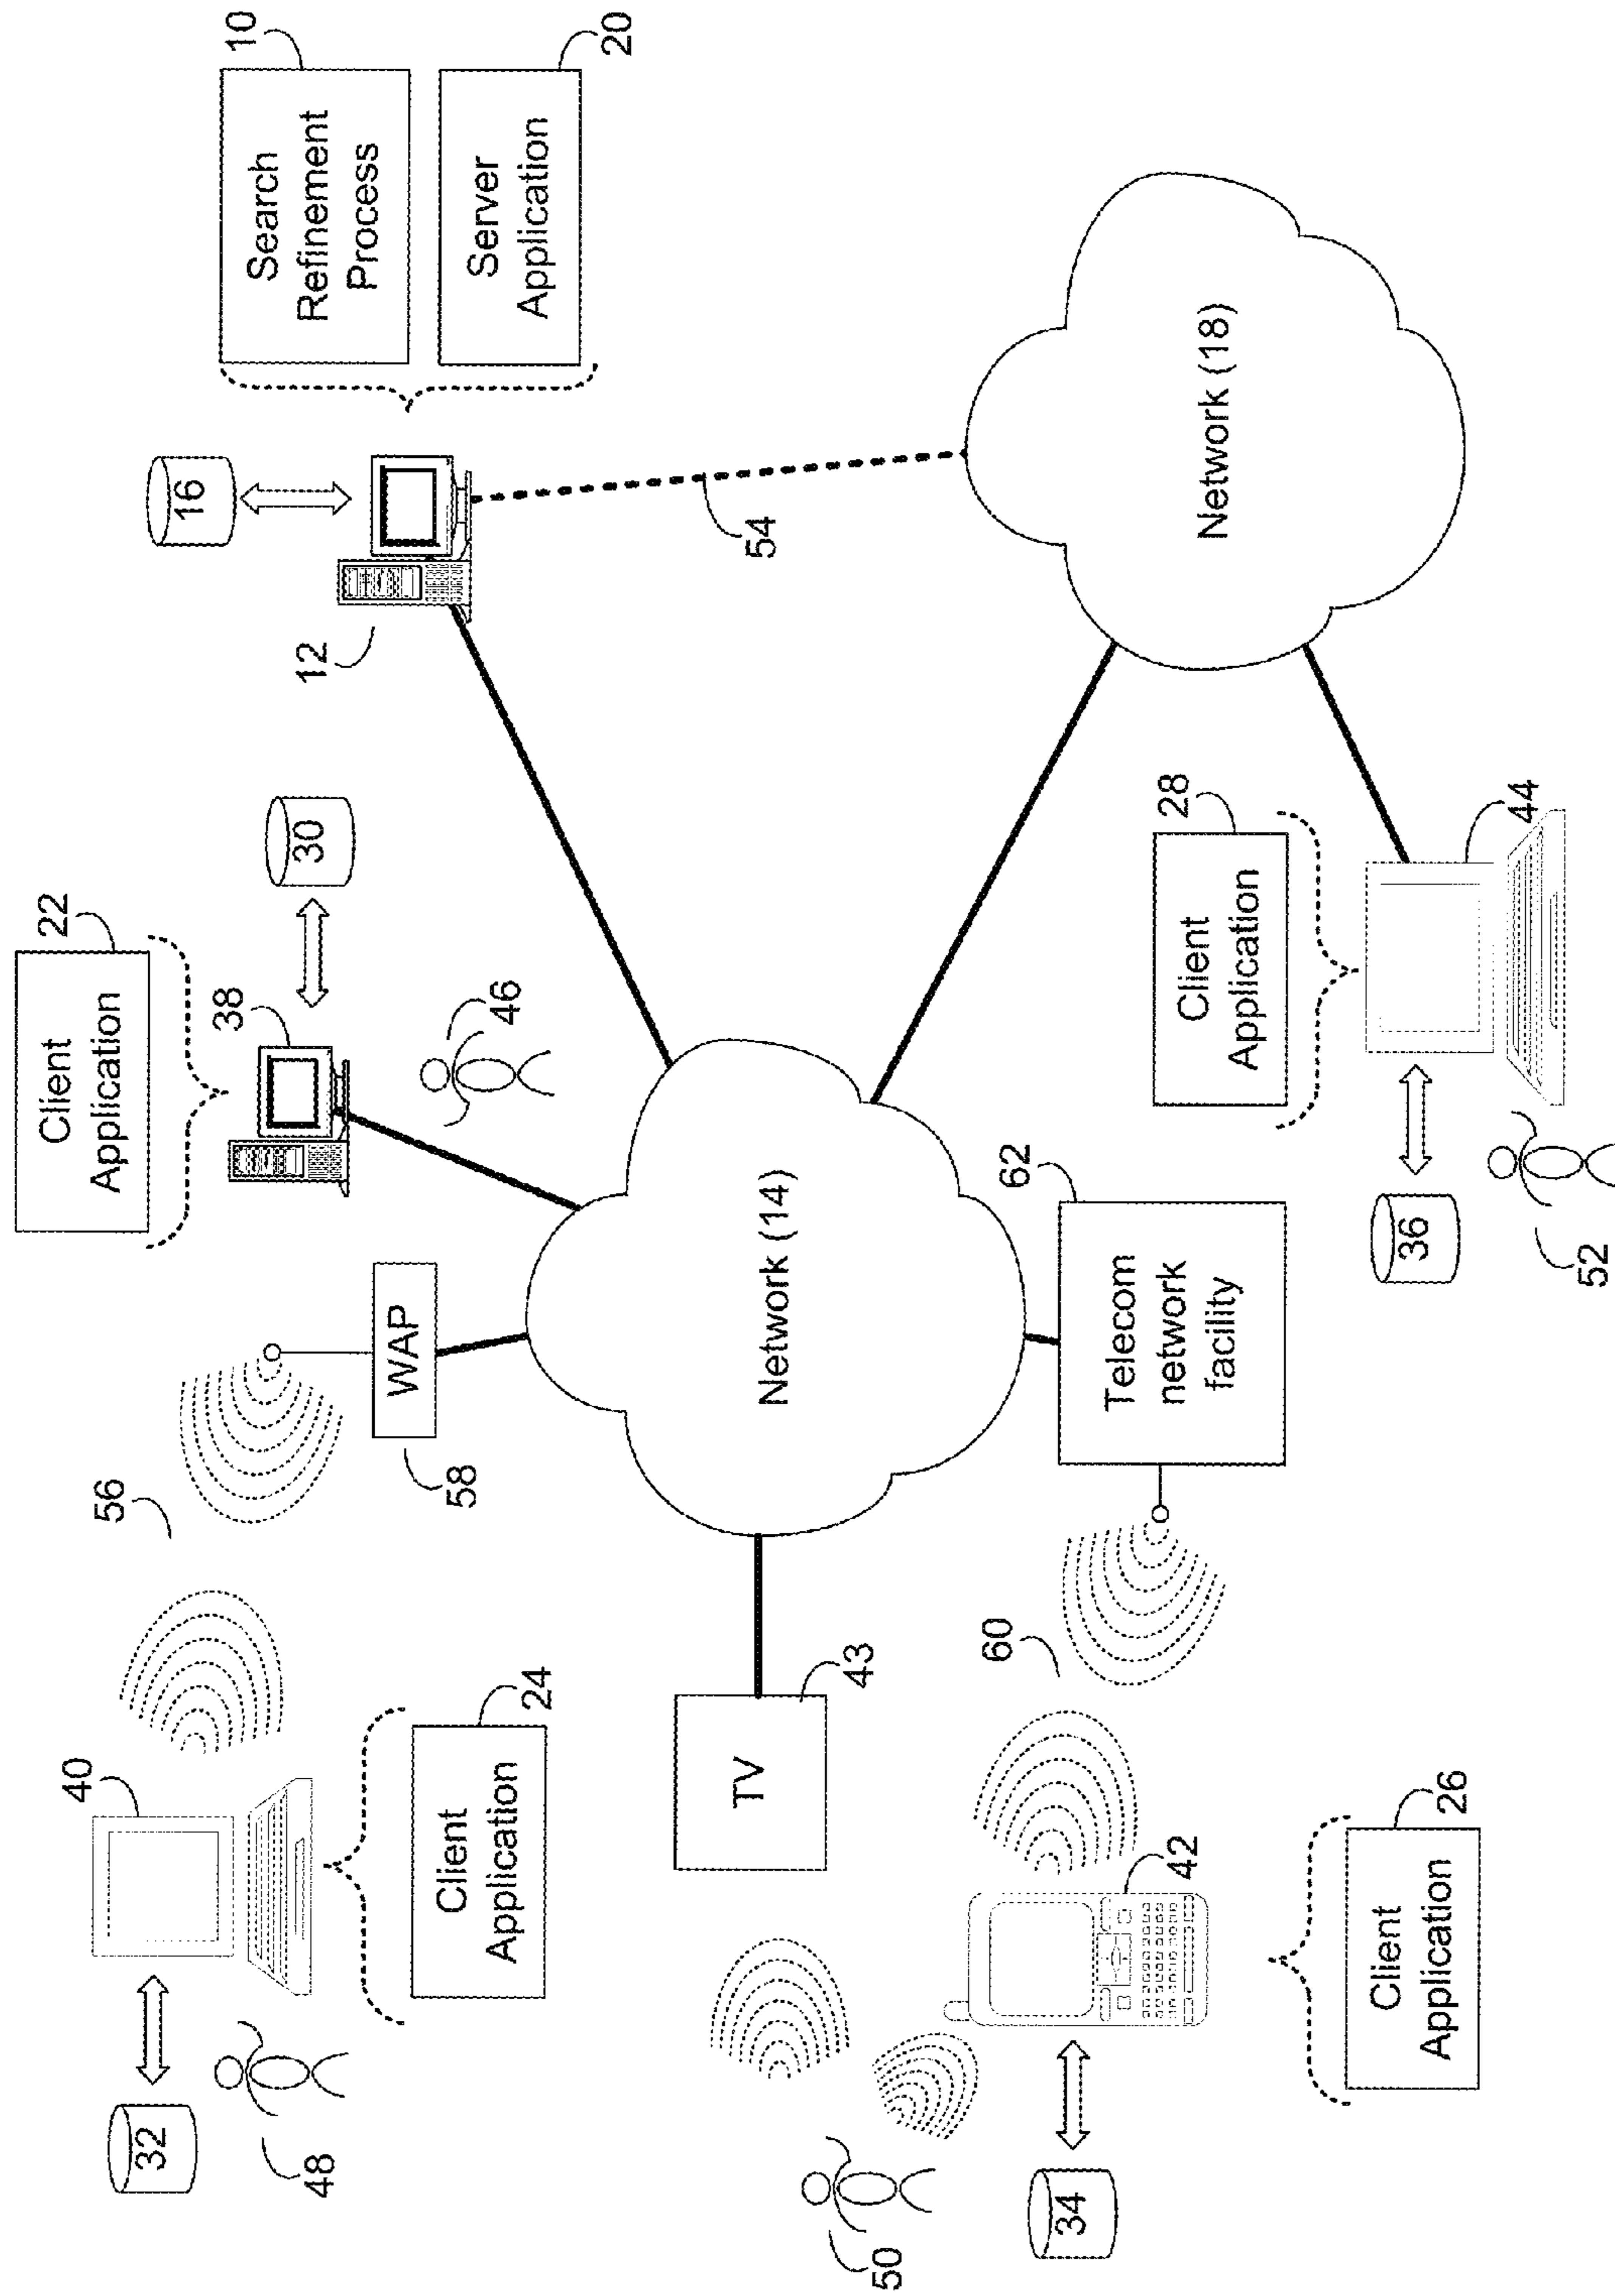 32
48
40
Client
Application
24
56
WAP
58
Client
Application
22
38
30
46
16
12
Search
Refinement
Process
10
Server
Application
20
50
34
42
Client
Application
26
TV
43
60
Network (14)
Telecom
network
facility
62
54
Network (18)
Client
Application
28
36
52
44